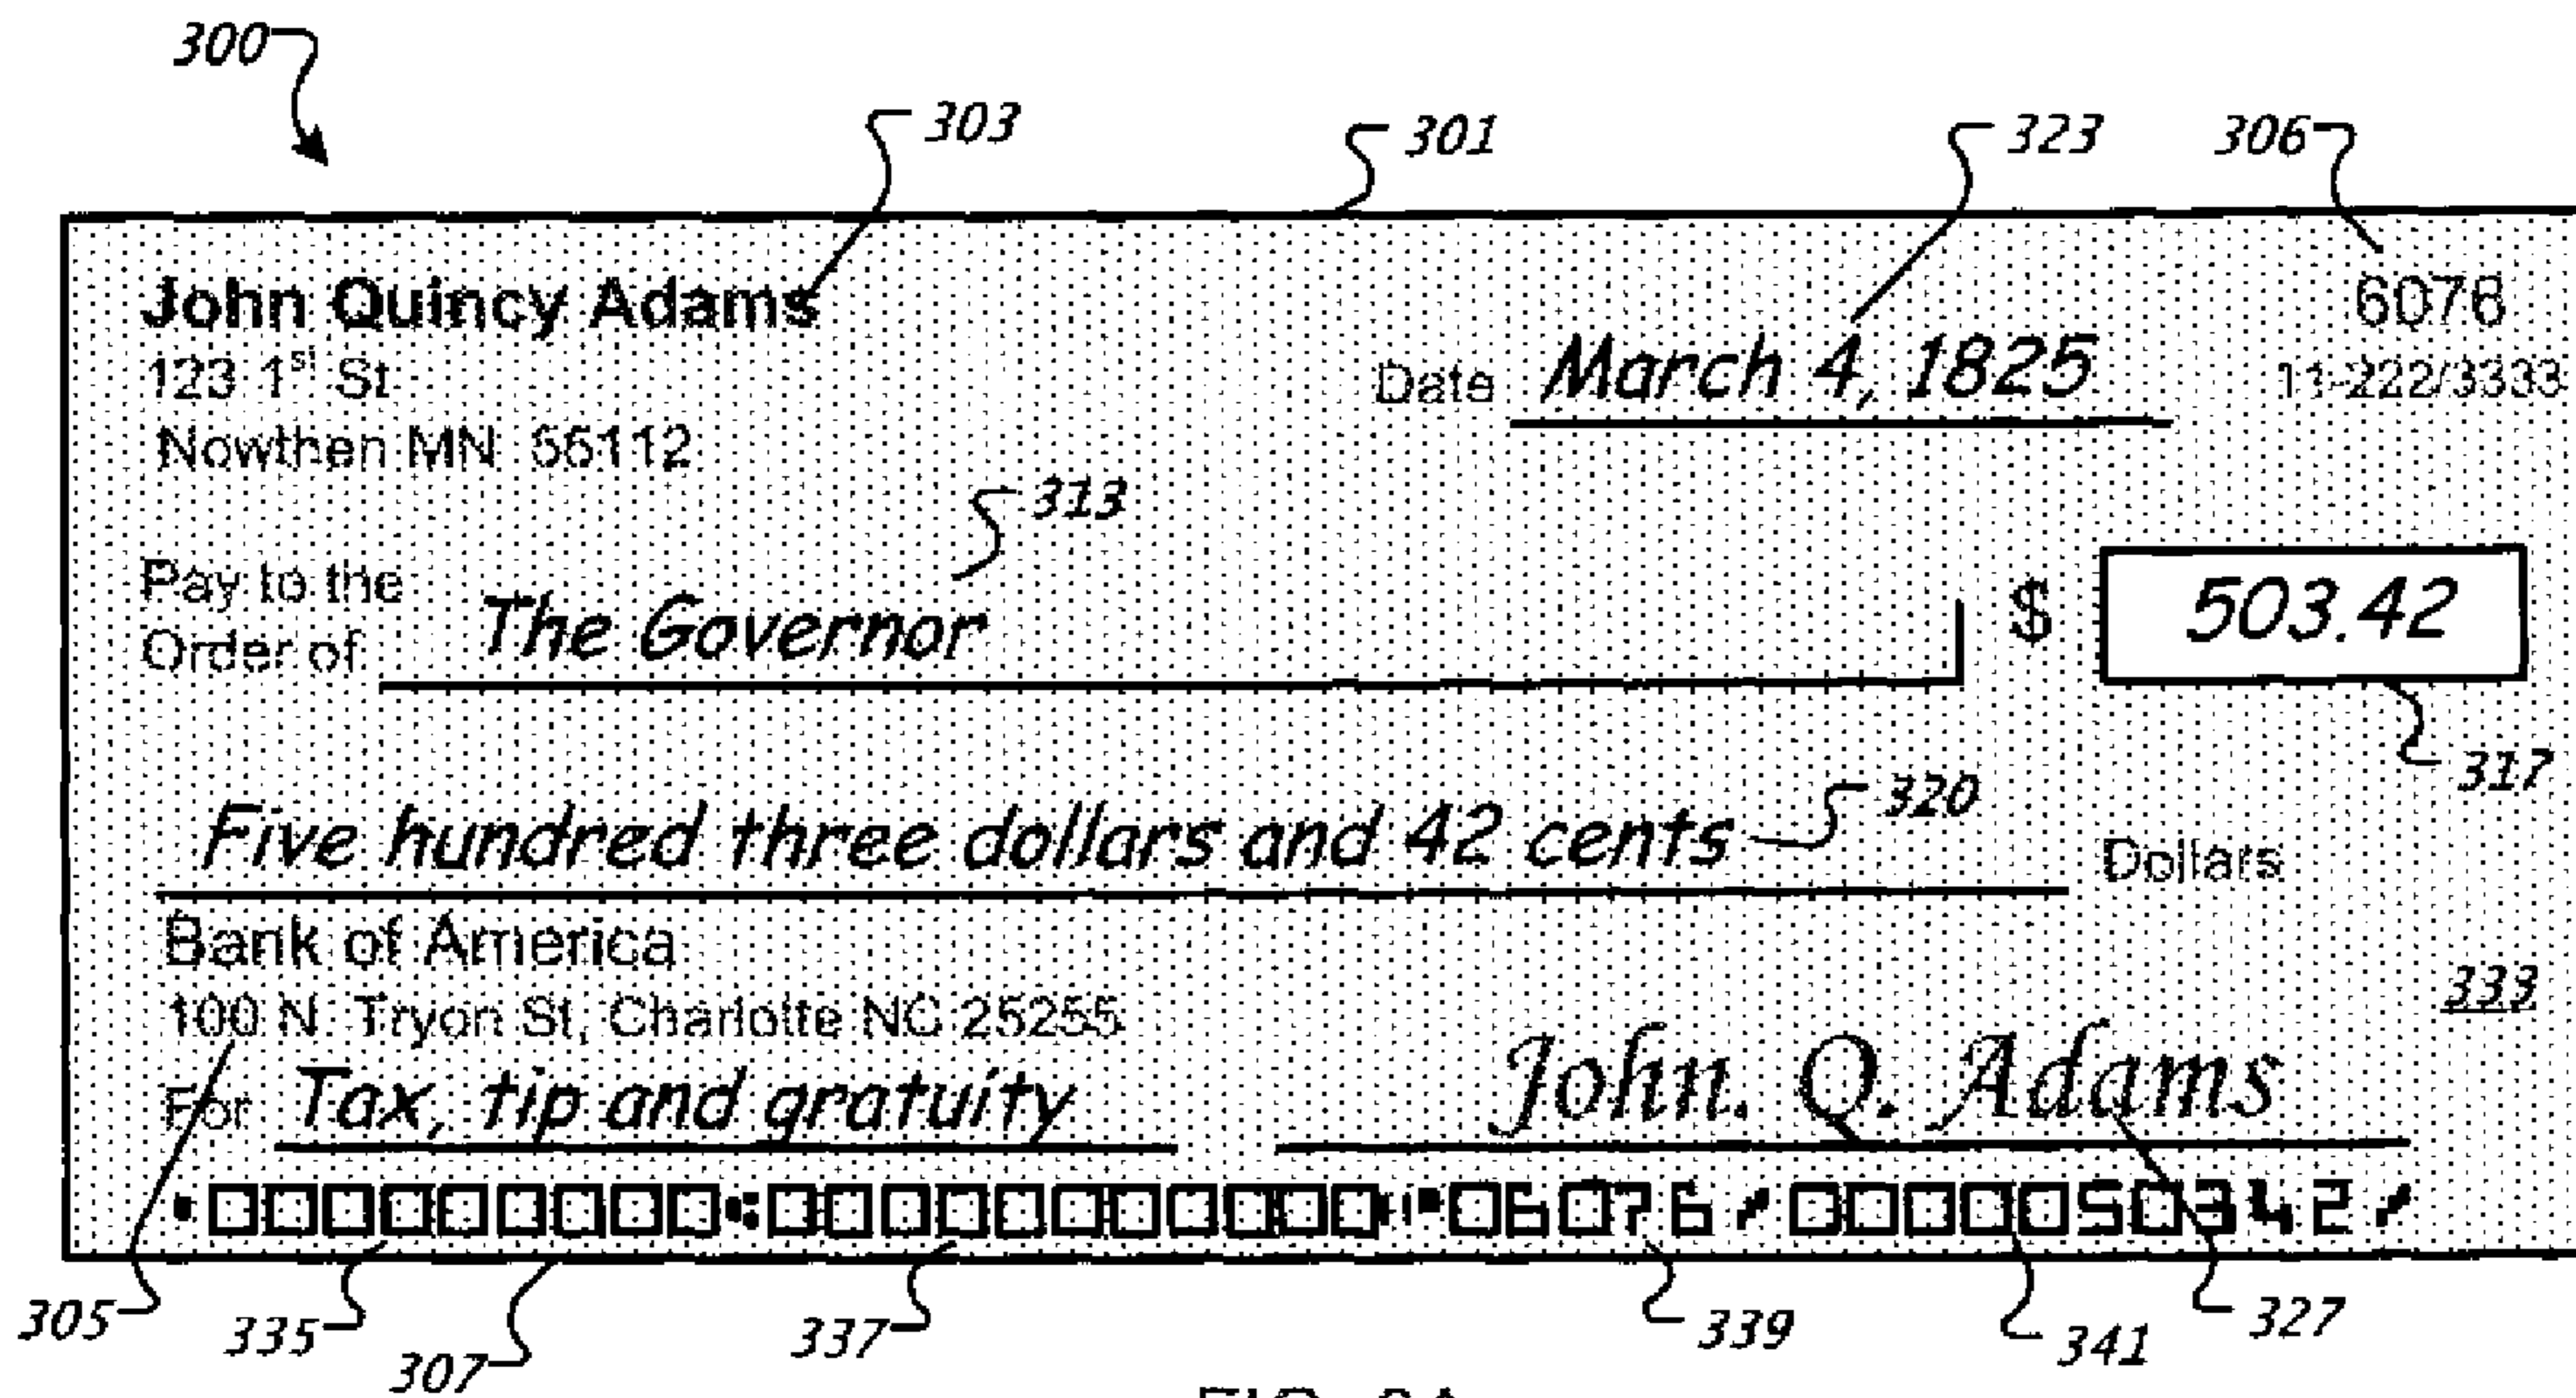 300
303
301
323
306
John Quincy Adams
6076
123 1st St
Date March 4, 1825
11-222/3333
Nowthen MN 55112
313
Pay to the
Order of The Governor $ 503.42
317
Five hundred three dollars and 42 cents 320 Dollars
Bank of America
100 N. Tryon St, Charlotte NC 25255
333
For Tax, tip and gratuity John. Q. Adams
000000000 00000000000 06076 0000050342
305 335 307 337 339 341 327